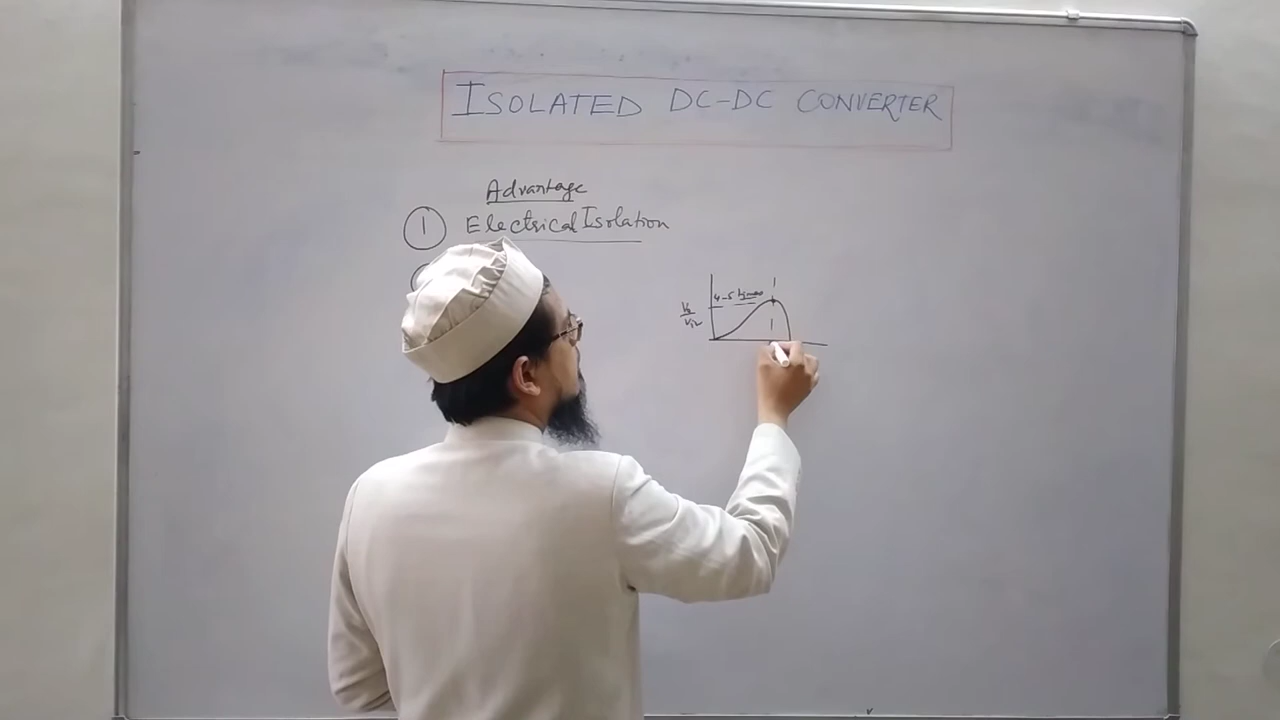 ISOLATED DC-DC CONVERTER
Advantage
1 Electrical Isolation
4-5 times
Vo
Vin